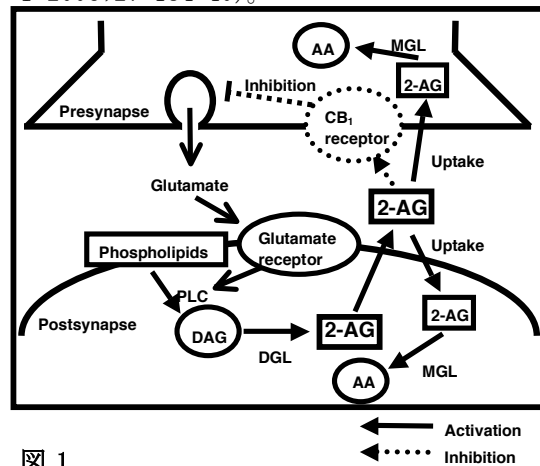 AA
MGL
2-AG
Inhibition
Presynapse
CB1
receptor
Uptake
Glutamate
2-AG
Phospholipids
Glutamate
receptor
Uptake
PLC
Postsynapse
DAG
DGL
2-AG
2-AG
AA
MGL
Activation
Inhibition
図 1